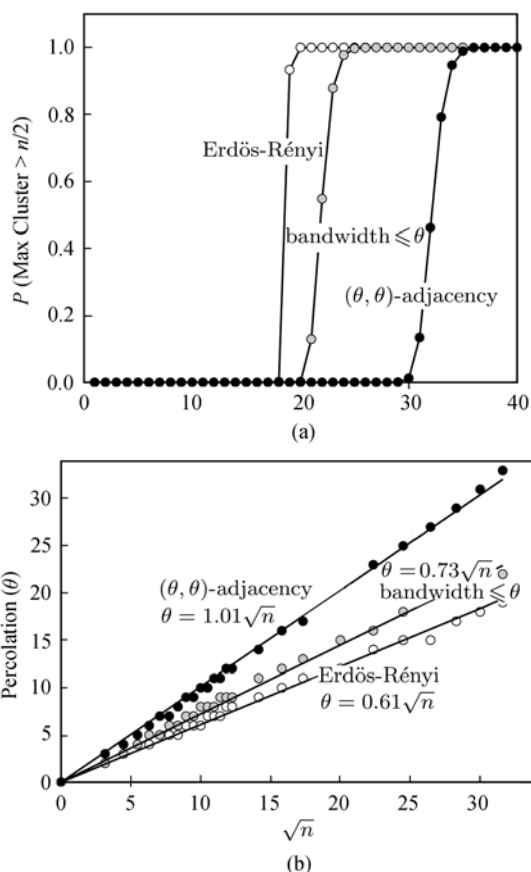 1.0
0.8
0.6
0.4
0.2
0.0
P (Max Cluster > n/2)
Erdös-Rényi
bandwidth ⩽ θ
(θ, θ)-adjacency
0 10 20 30 40
(a)
30
25
20
15
10
5
0
Percolation (θ)
(θ, θ)-adjacency
θ = 1.01√n
θ = 0.73√n
bandwidth ⩽ θ
Erdös-Rényi
θ = 0.61√n
0 5 10 15 20 25 30
√n
(b)